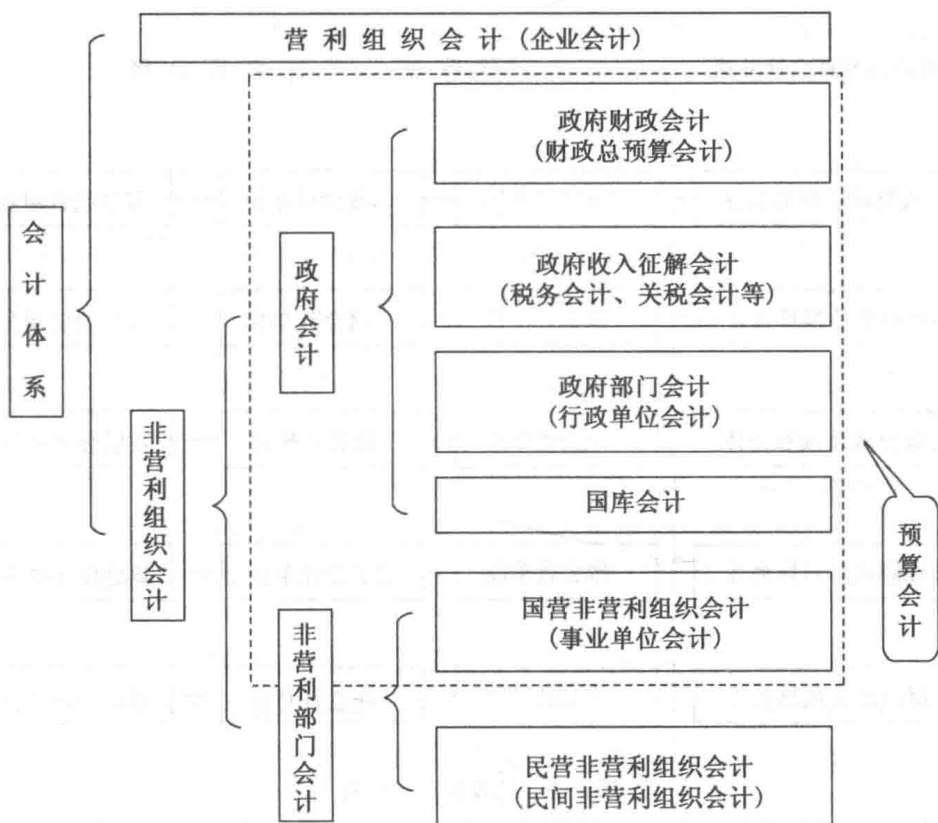 营利组织会计(企业会计)
会计体系
非营利组织会计
政府会计
政府财政会计
(财政总预算会计)
政府收入征解会计
(税务会计、关税会计等)
政府部门会计
(行政单位会计)
国库会计
非营利部门会计
国营非营利组织会计
(事业单位会计)
民营非营利组织会计
(民间非营利组织会计)
预算会计